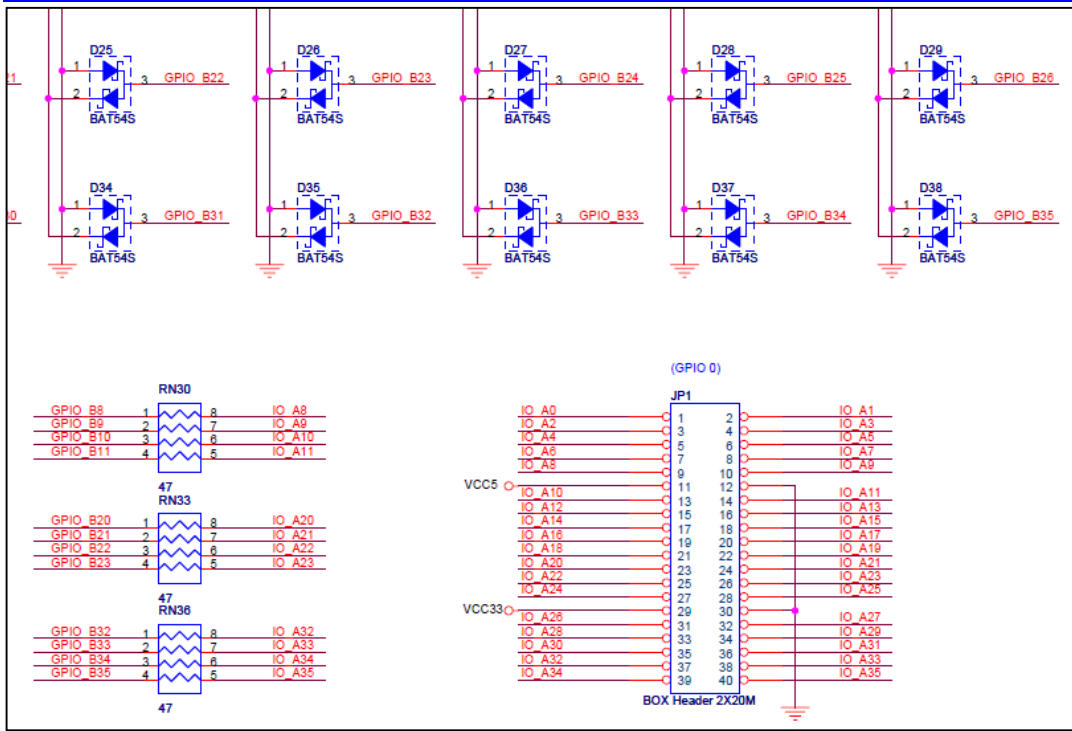 D25 D26 D27 D28 D29
21 1 2 3 GPIO_B22 1 2 3 GPIO_B23 1 2 3 GPIO_B24 1 2 3 GPIO_B25 1 2 3 GPIO_B26
BAT54S BAT54S BAT54S BAT54S BAT54S
D34 D35 D36 D37 D38
30 1 2 3 GPIO_B31 1 2 3 GPIO_B32 1 2 3 GPIO_B33 1 2 3 GPIO_B34 1 2 3 GPIO_B35
BAT54S BAT54S BAT54S BAT54S BAT54S
RN30
GPIO_B8 1 8 IO_A8
GPIO_B9 2 7 IO_A9
GPIO_B10 3 6 IO_A10
GPIO_B11 4 5 IO_A11
47
RN33
GPIO_B20 1 8 IO_A20
GPIO_B21 2 7 IO_A21
GPIO_B22 3 6 IO_A22
GPIO_B23 4 5 IO_A23
47
RN36
GPIO_B32 1 8 IO_A32
GPIO_B33 2 7 IO_A33
GPIO_B34 3 6 IO_A34
GPIO_B35 4 5 IO_A35
47
(GPIO 0)
JP1
IO_A0 1 2 IO_A1
IO_A2 3 4 IO_A3
IO_A4 5 6 IO_A5
IO_A6 7 8 IO_A7
IO_A8 9 10 IO_A9
VCC5 11 12
IO_A10 13 14 IO_A11
IO_A12 15 16 IO_A13
IO_A14 17 18 IO_A15
IO_A16 19 20 IO_A17
IO_A18 21 22 IO_A19
IO_A20 23 24 IO_A21
IO_A22 25 26 IO_A23
IO_A24 27 28 IO_A25
VCC33 29 30
IO_A26 31 32 IO_A27
IO_A28 33 34 IO_A29
IO_A30 35 36 IO_A31
IO_A32 37 38 IO_A33
IO_A34 39 40 IO_A35
BOX Header 2X20M